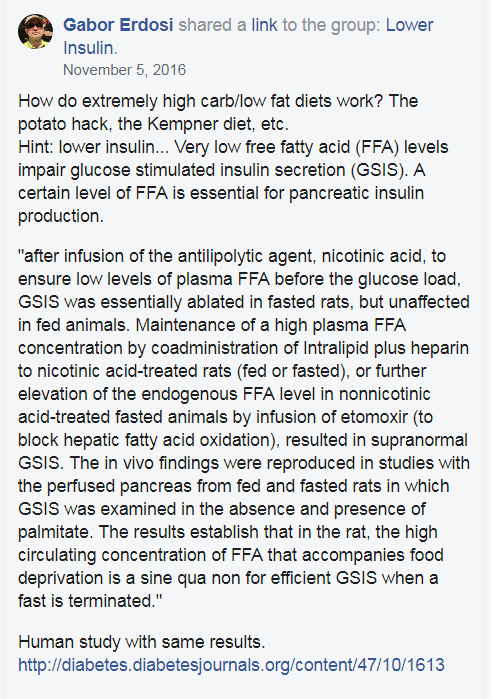 Gabor Erdosi shared a link to the group: Lower
Insulin.
November 5, 2016
How do extremely high carb/low fat diets work? The
potato hack, the Kempner diet, etc.
Hint: lower insulin... Very low free fatty acid (FFA) levels
impair glucose stimulated insulin secretion (GSIS). A
certain level of FFA is essential for pancreatic insulin
production.
"after infusion of the antilipolytic agent, nicotinic acid, to
ensure low levels of plasma FFA before the glucose load,
GSIS was essentially ablated in fasted rats, but unaffected
in fed animals. Maintenance of a high plasma FFA
concentration by coadministration of Intralipid plus heparin
to nicotinic acid-treated rats (fed or fasted), or further
elevation of the endogenous FFA level in nonnicotinic
acid-treated fasted animals by infusion of etomoxir (to
block hepatic fatty acid oxidation), resulted in supranormal
GSIS. The in vivo findings were reproduced in studies with
the perfused pancreas from fed and fasted rats in which
GSIS was examined in the absence and presence of
palmitate. The results establish that in the rat, the high
circulating concentration of FFA that accompanies food
deprivation is a sine qua non for efficient GSIS when a
fast is terminated."
Human study with same results.
http://diabetes.diabetesjournals.org/content/47/10/1613